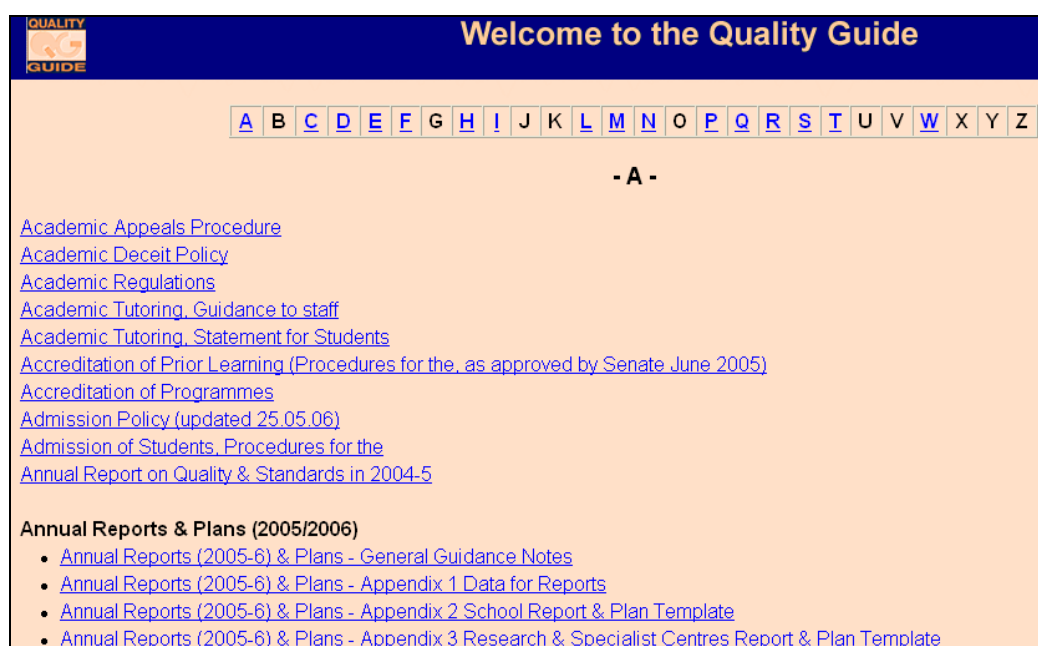 QUALITY
QG
GUIDE
Welcome to the Quality Guide
A B C D E F G H I J K L M N O P Q R S T U V W X Y Z
- A -
Academic Appeals Procedure
Academic Deceit Policy
Academic Regulations
Academic Tutoring, Guidance to staff
Academic Tutoring, Statement for Students
Accreditation of Prior Learning (Procedures for the, as approved by Senate June 2005)
Accreditation of Programmes
Admission Policy (updated 25.05.06)
Admission of Students, Procedures for the
Annual Report on Quality & Standards in 2004-5
Annual Reports & Plans (2005/2006)
• Annual Reports (2005-6) & Plans - General Guidance Notes
• Annual Reports (2005-6) & Plans - Appendix 1 Data for Reports
• Annual Reports (2005-6) & Plans - Appendix 2 School Report & Plan Template
• Annual Reports (2005-6) & Plans - Appendix 3 Research & Specialist Centres Report & Plan Template